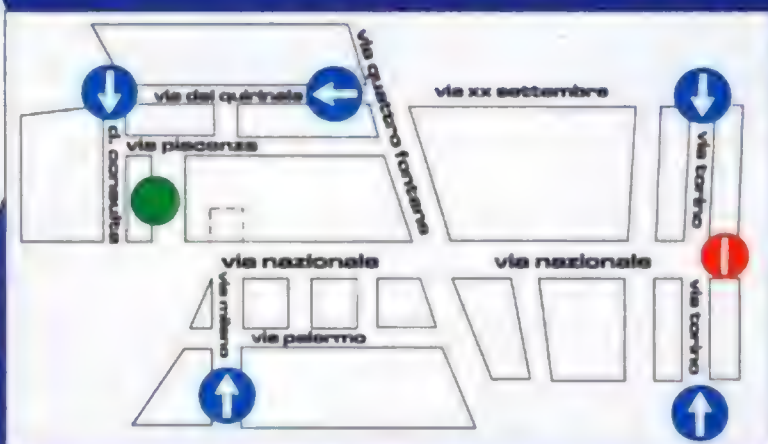 via quattro fontane
via del quirinale
via xx settembre
d. consulta
via piacenza
via torino
via nazionale
via nazionale
via milano
via palermo
via torino